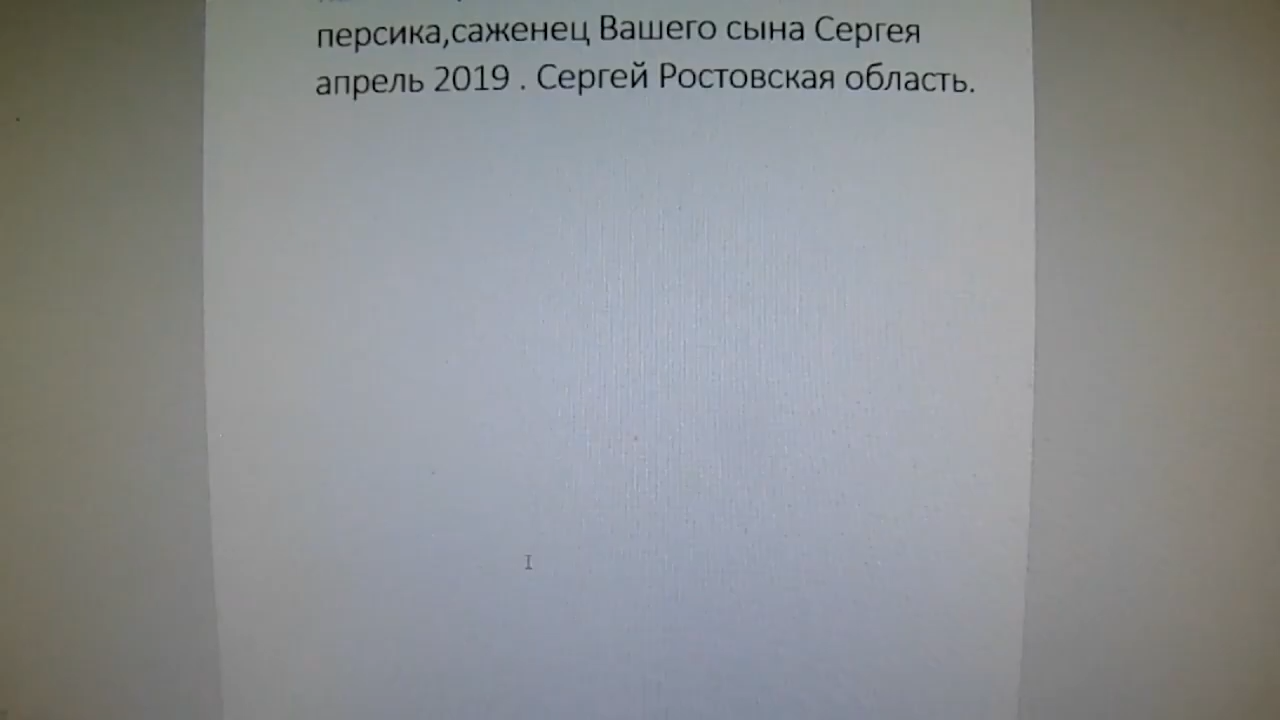 персика,саженец Вашего сына Сергея
апрель 2019 . Сергей Ростовская область.